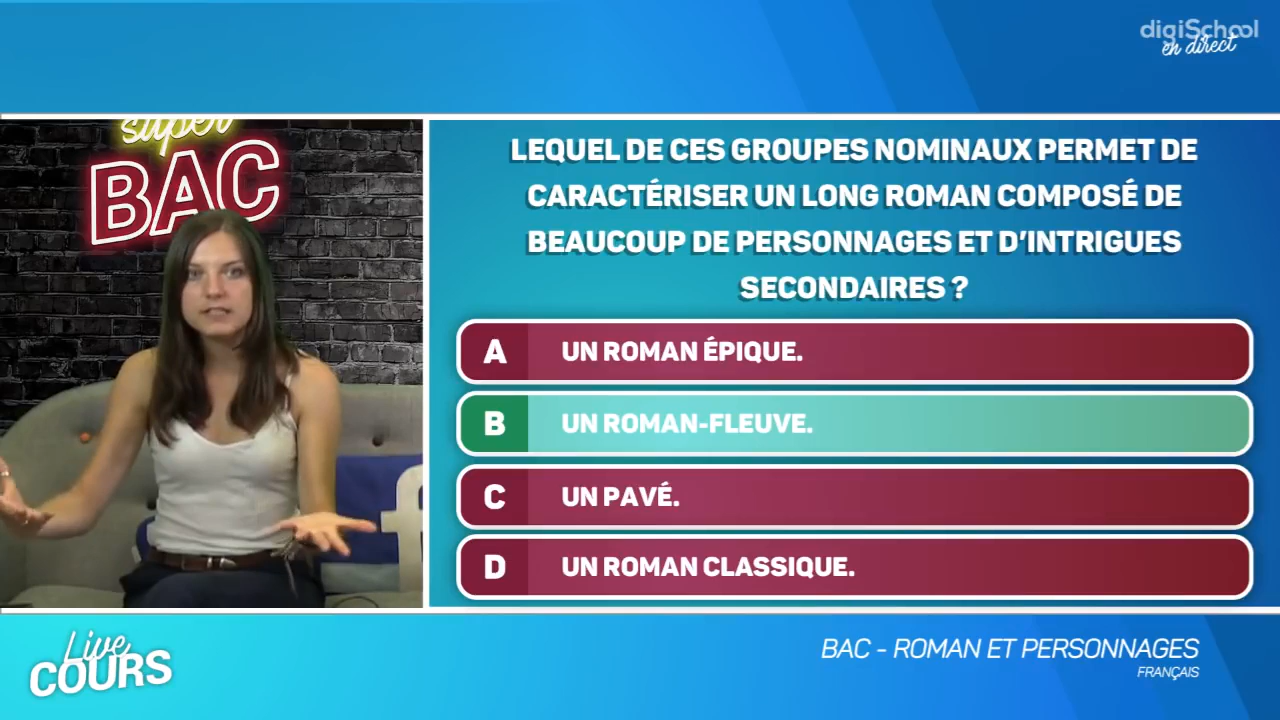 digiSchool
en direct
super
BAC
LEQUEL DE CES GROUPES NOMINAUX PERMET DE
CARACTÉRISER UN LONG ROMAN COMPOSÉ DE
BEAUCOUP DE PERSONNAGES ET D'INTRIGUES
SECONDAIRES ?
A UN ROMAN ÉPIQUE.
B UN ROMAN-FLEUVE.
C UN PAVÉ.
D UN ROMAN CLASSIQUE.
Live
COURS
BAC - ROMAN ET PERSONNAGES
FRANÇAIS